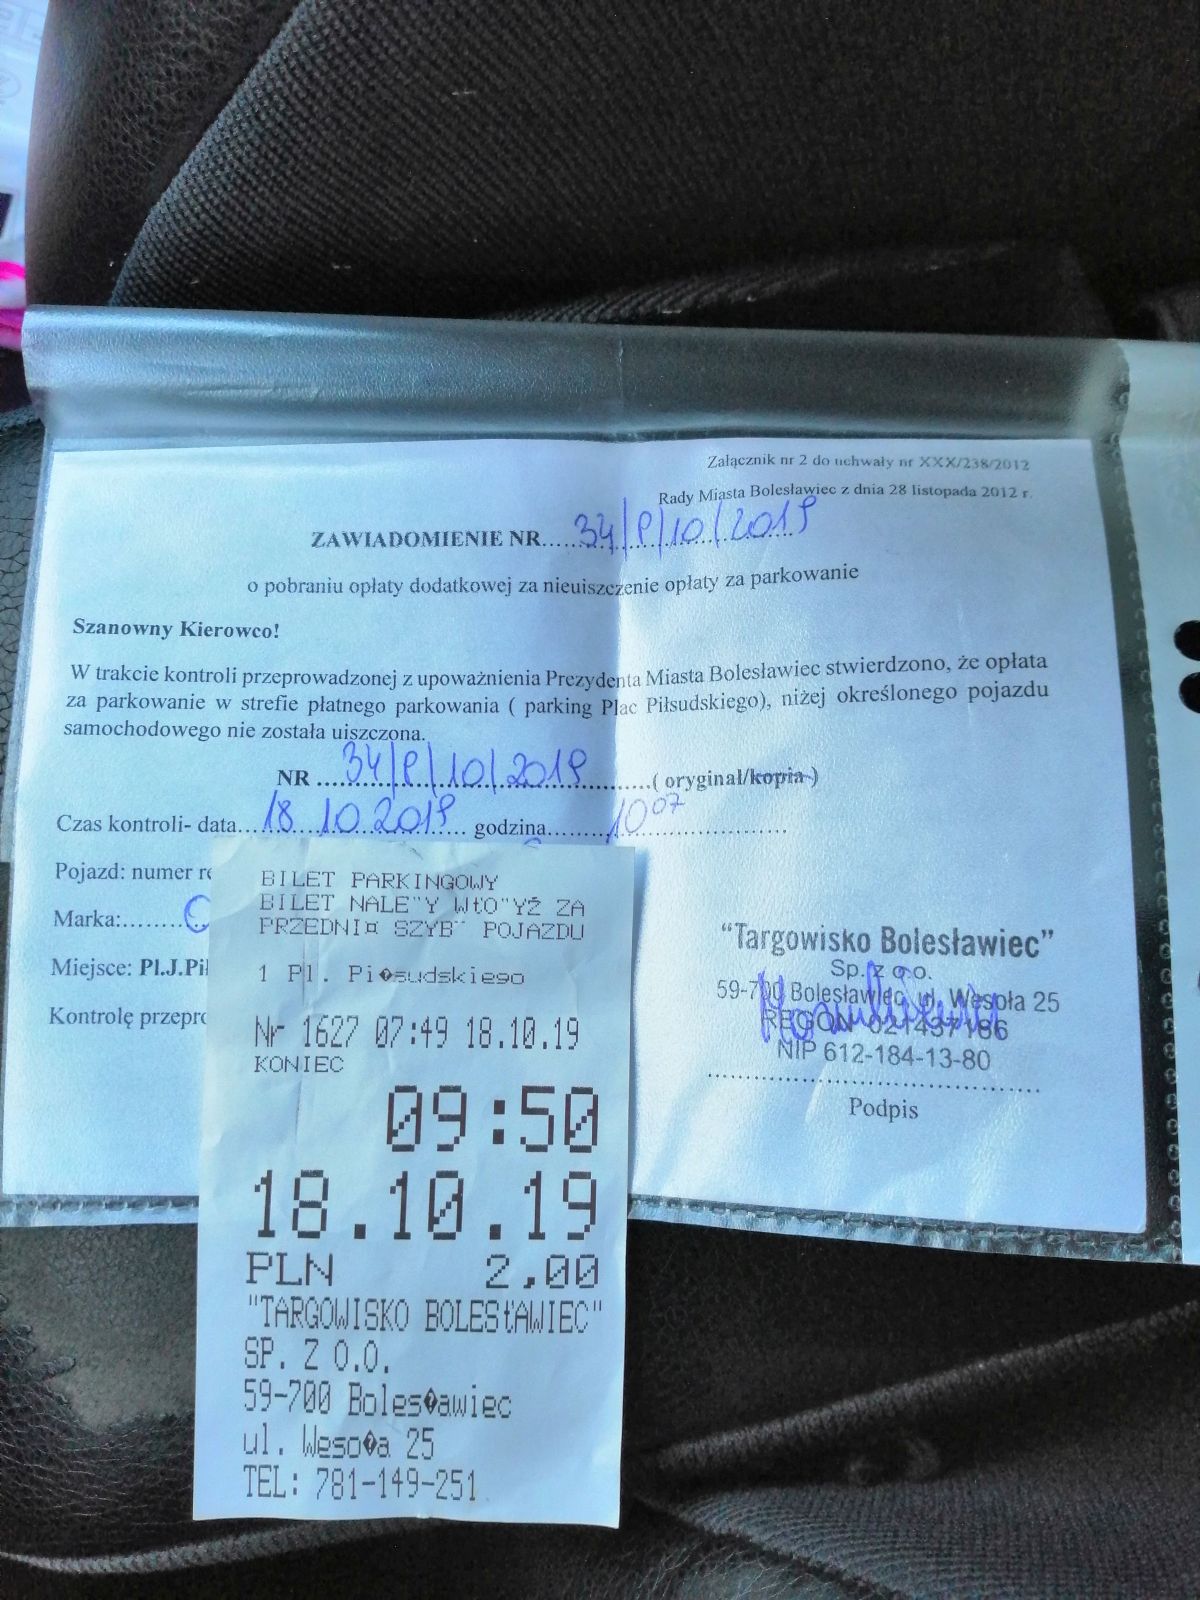 Załącznik nr 2 do uchwały nr XXX/238/2012
Rady Miasta Bolesławiec z dnia 28 listopada 2012 r.
ZAWIADOMIENIE NR.....34/P/10/2019
o pobraniu opłaty dodatkowej za nieuiszczenie opłaty za parkowanie
Szanowny Kierowco!
W trakcie kontroli przeprowadzonej z upoważnienia Prezydenta Miasta Bolesławiec stwierdzono, że opłata
za parkowanie w strefie płatnego parkowania ( parking Plac Piłsudskiego), niżej określonego pojazdu
samochodowego nie została uiszczona.
NR ....34/P/10/2019..........( oryginał/kopia )
Czas kontroli- data...18.10.2019... godzina.........10 07..................
Pojazd: numer re
Marka:........
Miejsce: Pl.J.Pił
Kontrolę przepro
"Targowisko Bolesławiec"
Sp. z o.o.
59-700 Bolesławiec, ul. Wesoła 25
REGON 021437186
NIP 612-184-13-80
Podpis
BILET PARKINGOWY
BILET NALE"Y WŁO"YŻ ZA
PRZEDNI¤ SZYB¨ POJAZDU
1 Pl. Pi�sudskiego
Nr 1627 07:49 18.10.19
KONIEC
09:50
18.10.19
PLN 2,00
"TARGOWISKO BOLESŁAWIEC"
SP. Z O.O.
59-700 Boles�awiec
ul. Weso�a 25
TEL: 781-149-251